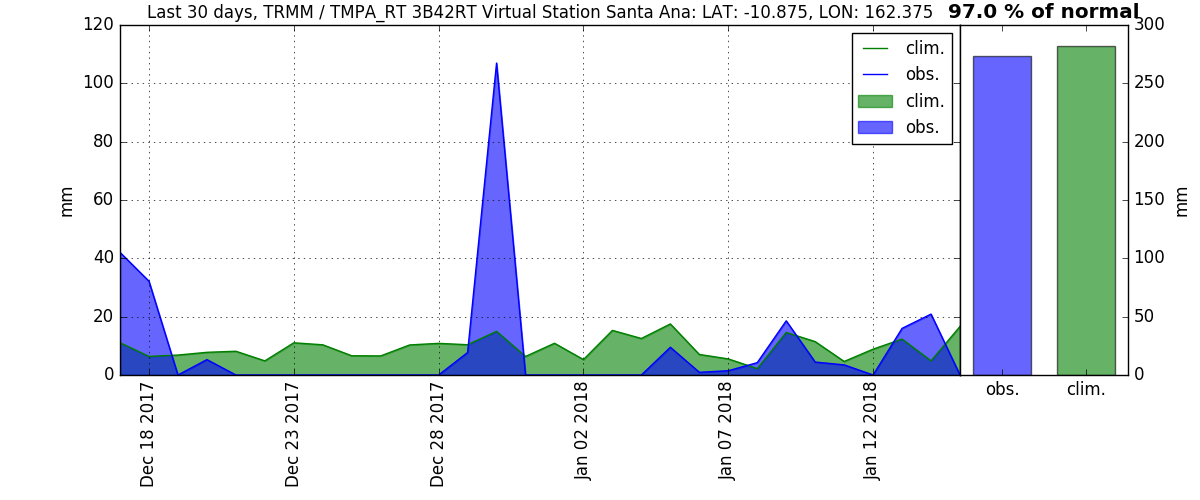 Last 30 days, TRMM / TMPA_RT 3B42RT Virtual Station Santa Ana: LAT: -10.875, LON: 162.375
97.0 % of normal
120
100
80
60
40
20
0
mm
clim.
obs.
clim.
obs.
300
250
200
150
100
50
0
mm
Dec 18 2017
Dec 23 2017
Dec 28 2017
Jan 02 2018
Jan 07 2018
Jan 12 2018
obs.
clim.